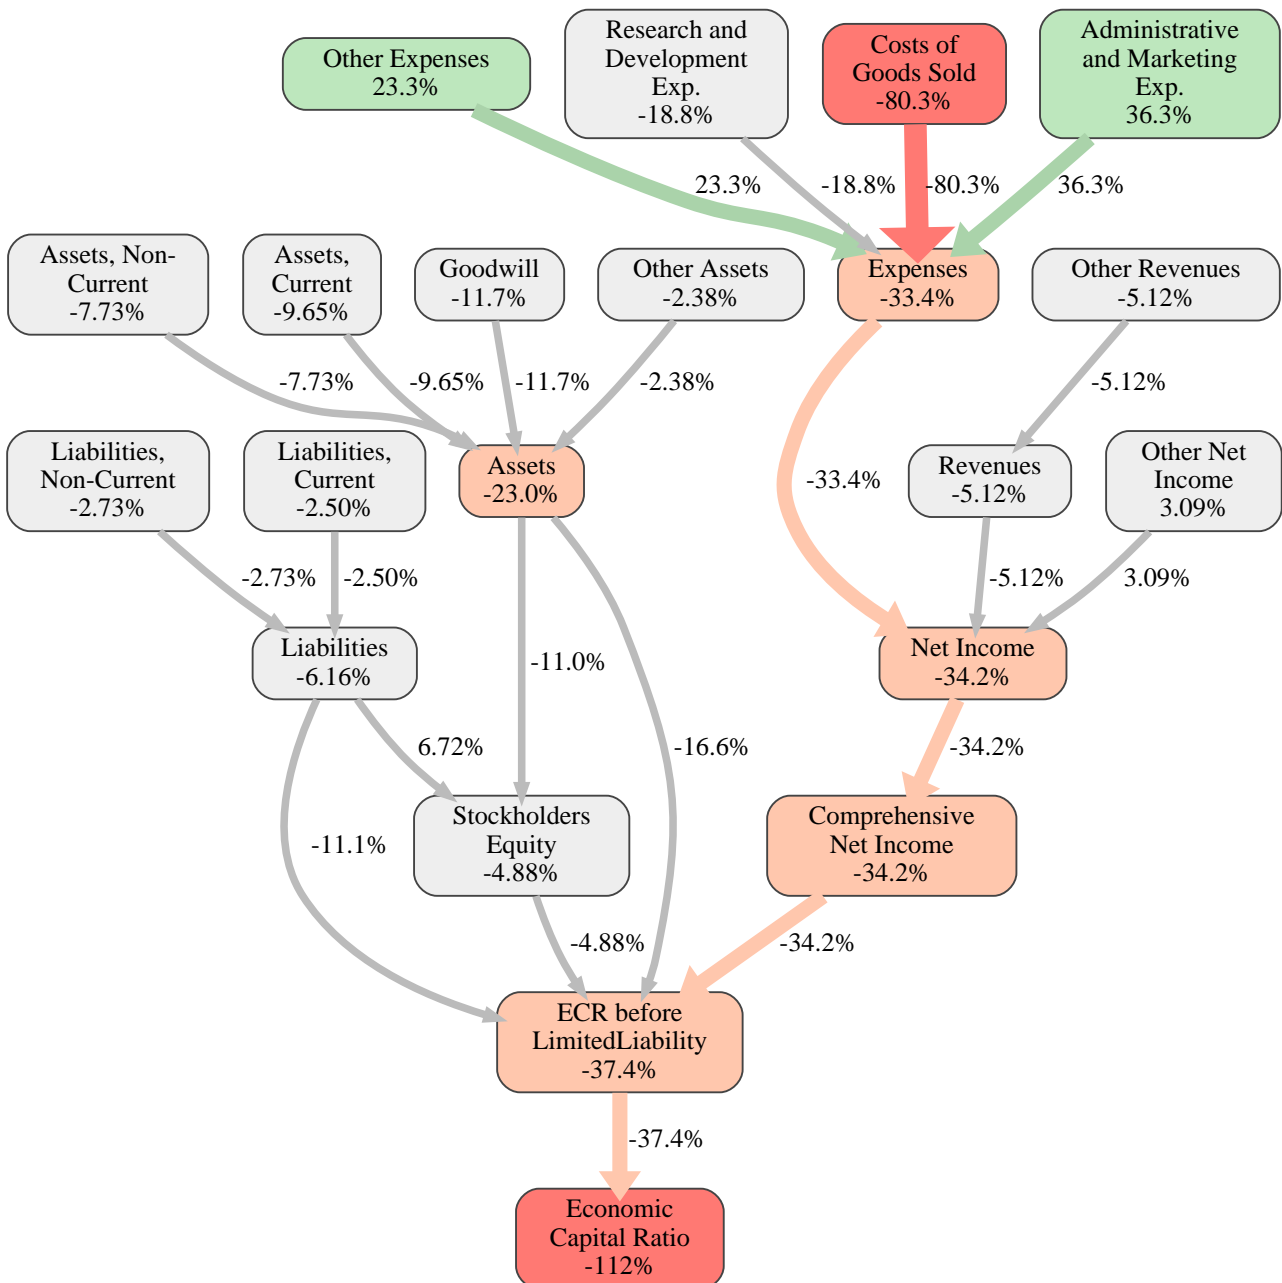 Other Expenses
23.3%
Research and
Development
Exp.
-18.8%
Costs of
Goods Sold
-80.3%
Administrative
and Marketing
Exp.
36.3%
23.3%
-18.8%
-80.3%
36.3%
Assets, Non-
Current
-7.73%
Assets,
Current
-9.65%
Goodwill
-11.7%
Other Assets
-2.38%
Expenses
-33.4%
Other Revenues
-5.12%
-7.73%
-9.65%
-11.7%
-2.38%
-5.12%
Liabilities,
Non-Current
-2.73%
Liabilities,
Current
-2.50%
Assets
-23.0%
-33.4%
Revenues
-5.12%
Other Net
Income
3.09%
-2.73%
-2.50%
-5.12%
3.09%
Liabilities
-6.16%
-11.0%
Net Income
-34.2%
6.72%
-16.6%
-34.2%
-11.1%
Stockholders
Equity
-4.88%
Comprehensive
Net Income
-34.2%
-4.88%
-34.2%
ECR before
LimitedLiability
-37.4%
-37.4%
Economic
Capital Ratio
-112%